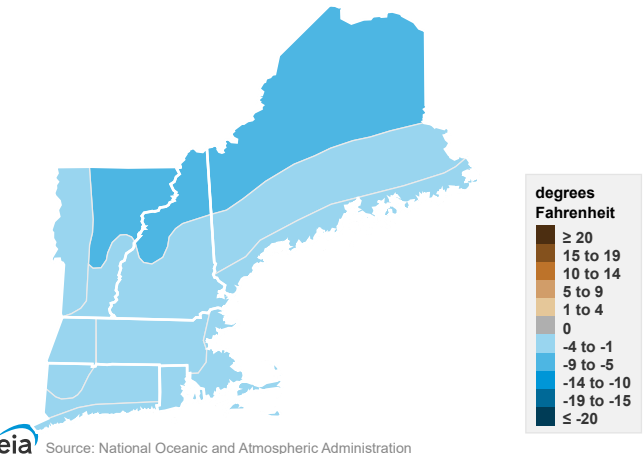 degrees
Fahrenheit
≥ 20
15 to 19
10 to 14
5 to 9
1 to 4
0
-4 to -1
-9 to -5
-14 to -10
-19 to -15
≤ -20
eia Source: National Oceanic and Atmospheric Administration